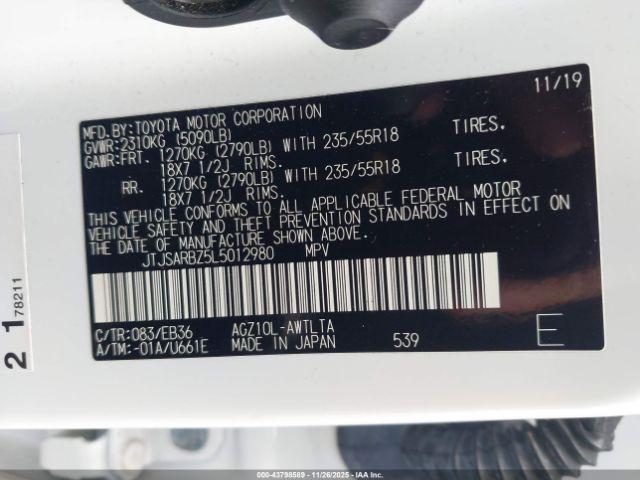 11/19
MFD.BY:TOYOTA MOTOR CORPORATION
GVWR:2310KG (5090LB)
GAWR:FRT. 1270KG (2790LB) WITH 235/55R18 TIRES.
18X7 1/2J RIMS.
RR. 1270KG (2790LB) WITH 235/55R18 TIRES.
18X7 1/2J RIMS.
THIS VEHICLE CONFORMS TO ALL APPLICABLE FEDERAL MOTOR
VEHICLE SAFETY AND THEFT PREVENTION STANDARDS IN EFFECT ON
THE DATE OF MANUFACTURE SHOWN ABOVE.
JTJSARBZ5L5012980 MPV
C/TR:083/EB36 AGZ10L-AWTLTA
A/TM:-01A/U661E MADE IN JAPAN 539 E
2 1 78211
000-43798589 | 11/26/2025 | IAA Inc.